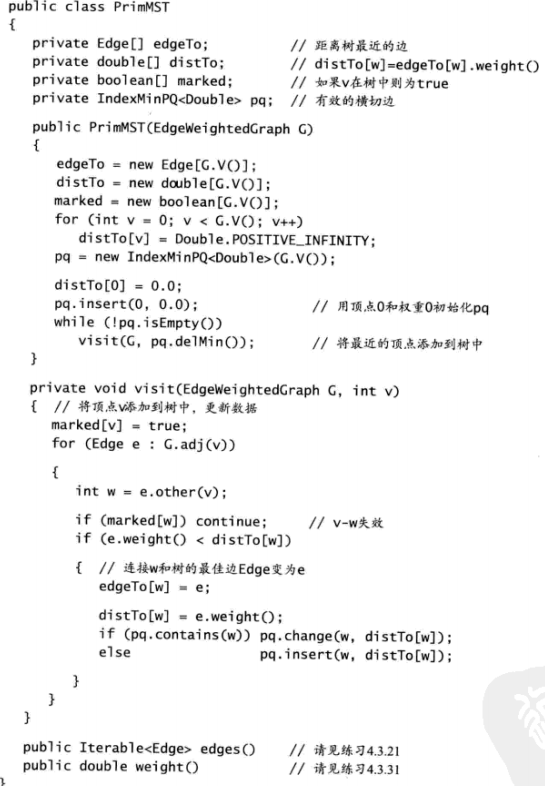 public class PrimMST
{
private Edge[] edgeTo; // 距离树最近的边
private double[] distTo; // distTo[w]=edgeTo[w].weight()
private boolean[] marked; // 如果v在树中则为true
private IndexMinPQ<Double> pq; // 有效的横切边
public PrimMST(EdgeWeightedGraph G)
{
edgeTo = new Edge[G.V()];
distTo = new double[G.V()];
marked = new boolean[G.V()];
for (int v = 0; v < G.V(); v++)
distTo[v] = Double.POSITIVE_INFINITY;
pq = new IndexMinPQ<Double>(G.V());
distTo[0] = 0.0;
pq.insert(0, 0.0); // 用顶点0和权重0初始化pq
while (!pq.isEmpty())
visit(G, pq.delMin()); // 将最近的顶点添加到树中
}
private void visit(EdgeWeightedGraph G, int v)
{ // 将顶点v添加到树中，更新数据
marked[v] = true;
for (Edge e : G.adj(v))
{
int w = e.other(v);
if (marked[w]) continue; // v-w失效
if (e.weight() < distTo[w])
{ // 连接w和树的最佳边Edge变为e
edgeTo[w] = e;
distTo[w] = e.weight();
if (pq.contains(w)) pq.change(w, distTo[w]);
else pq.insert(w, distTo[w]);
}
}
}
public Iterable<Edge> edges() // 请见练习4.3.21
public double weight() // 请见练习4.3.31
}